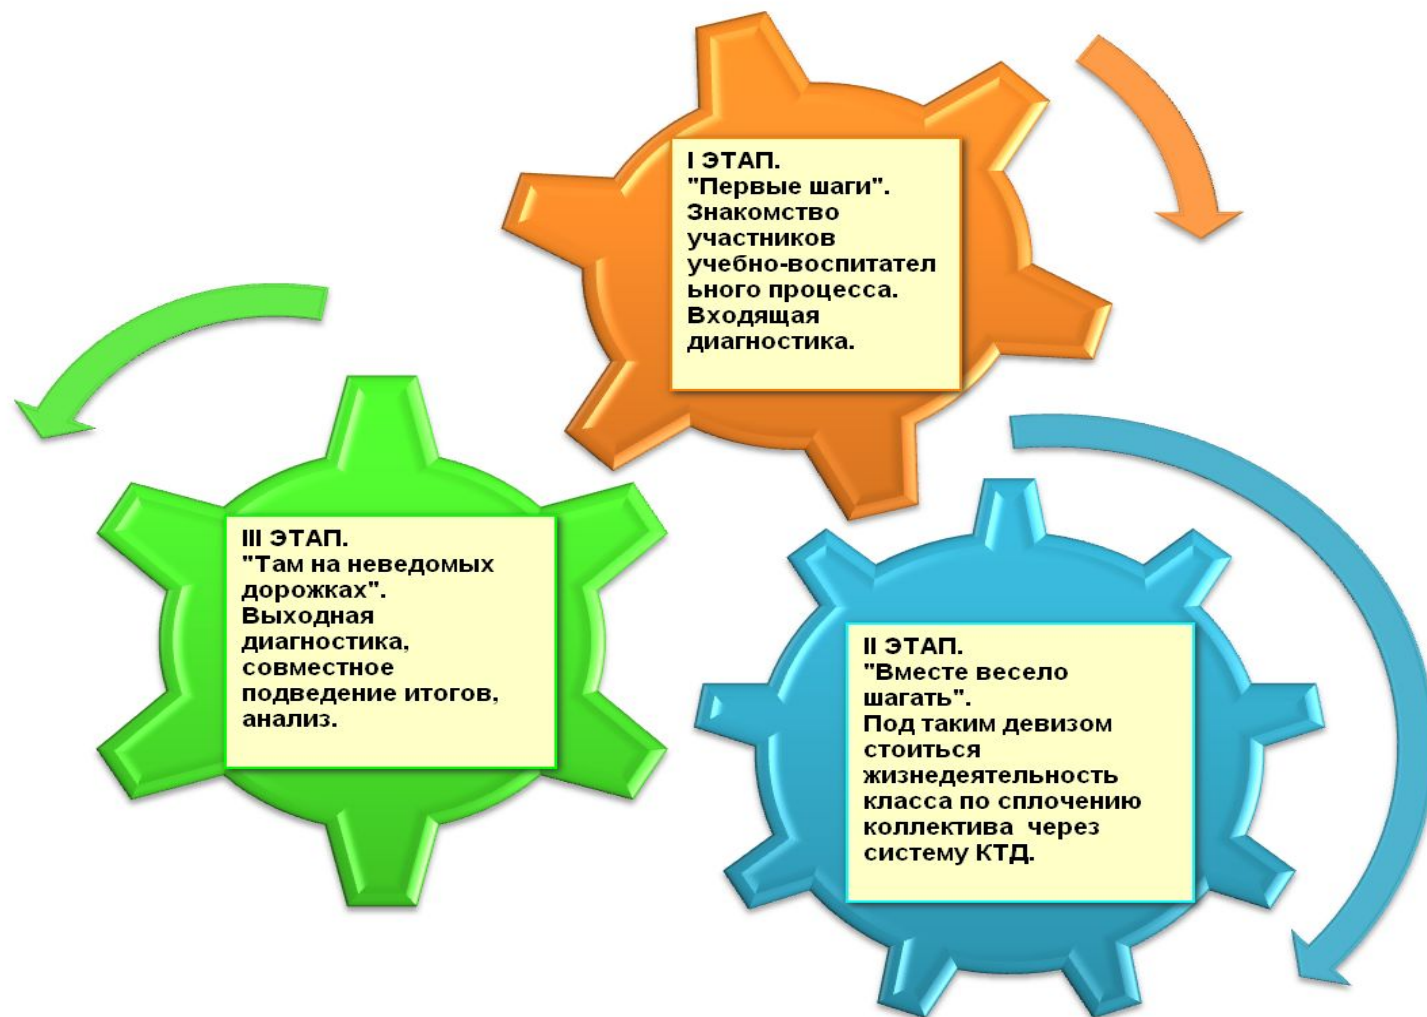 I ЭТАП.
"Первые шаги".
Знакомство
участников
учебно-воспитател
ьного процесса.
Входящая
диагностика.
II ЭТАП.
"Вместе весело
шагать".
Под таким девизом
стоиться
жизнедеятельность
класса по сплочению
коллектива  через
систему КТД.
III ЭТАП.
"Там на неведомых
дорожках".
Выходная
диагностика,
совместное
подведение итогов,
анализ.